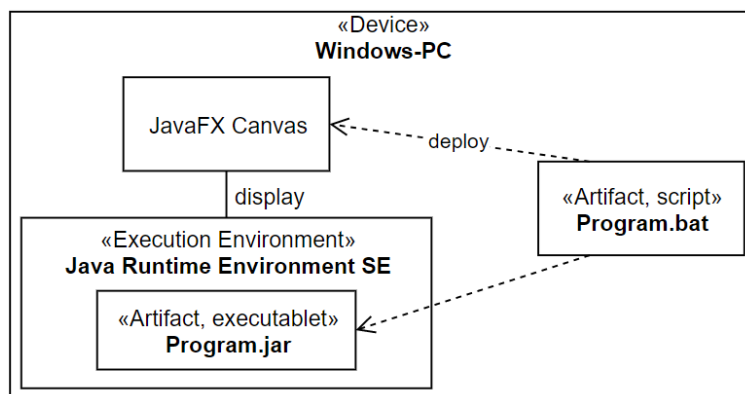 «Device»
Windows-PC
JavaFX Canvas
deploy
«Artifact, script»
Program.bat
display
«Execution Environment»
Java Runtime Environment SE
«Artifact, executablet»
Program.jar